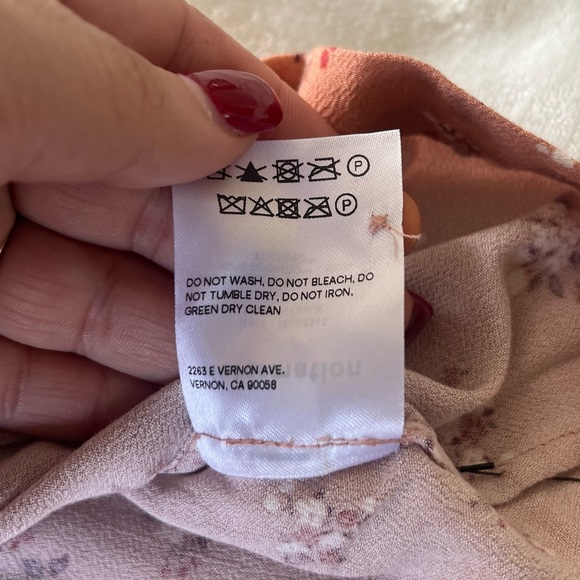 P
P
DO NOT WASH, DO NOT BLEACH, DO
NOT TUMBLE DRY, DO NOT IRON,
GREEN DRY CLEAN
2263 E VERNON AVE.
VERNON, CA 90058